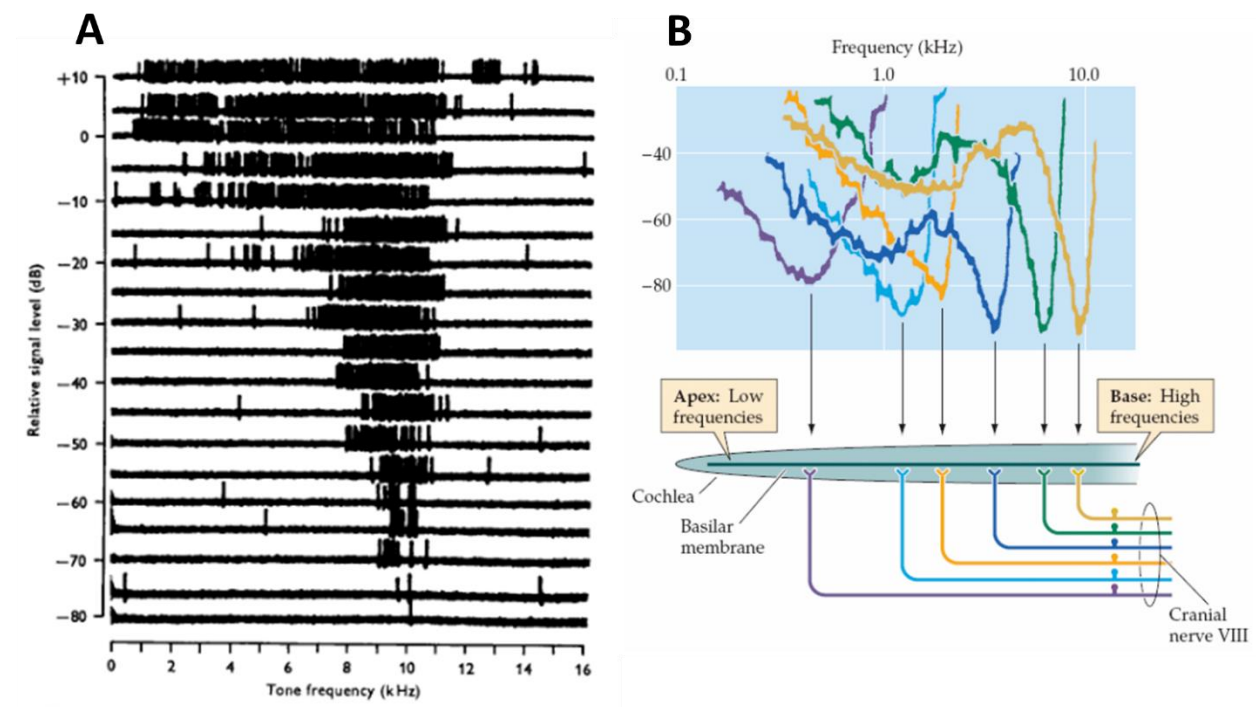 A
+10
0
−10
−20
−30
−40
−50
−60
−70
−80
Relative signal level (dB)
0 2 4 6 8 10 12 14 16
Tone frequency (kHz)
B
Frequency (kHz)
0.1 1.0 10.0
−40
−60
−80
Apex: Low
frequencies
Base: High
frequencies
Cochlea
Basilar
membrane
Cranial
nerve VIII